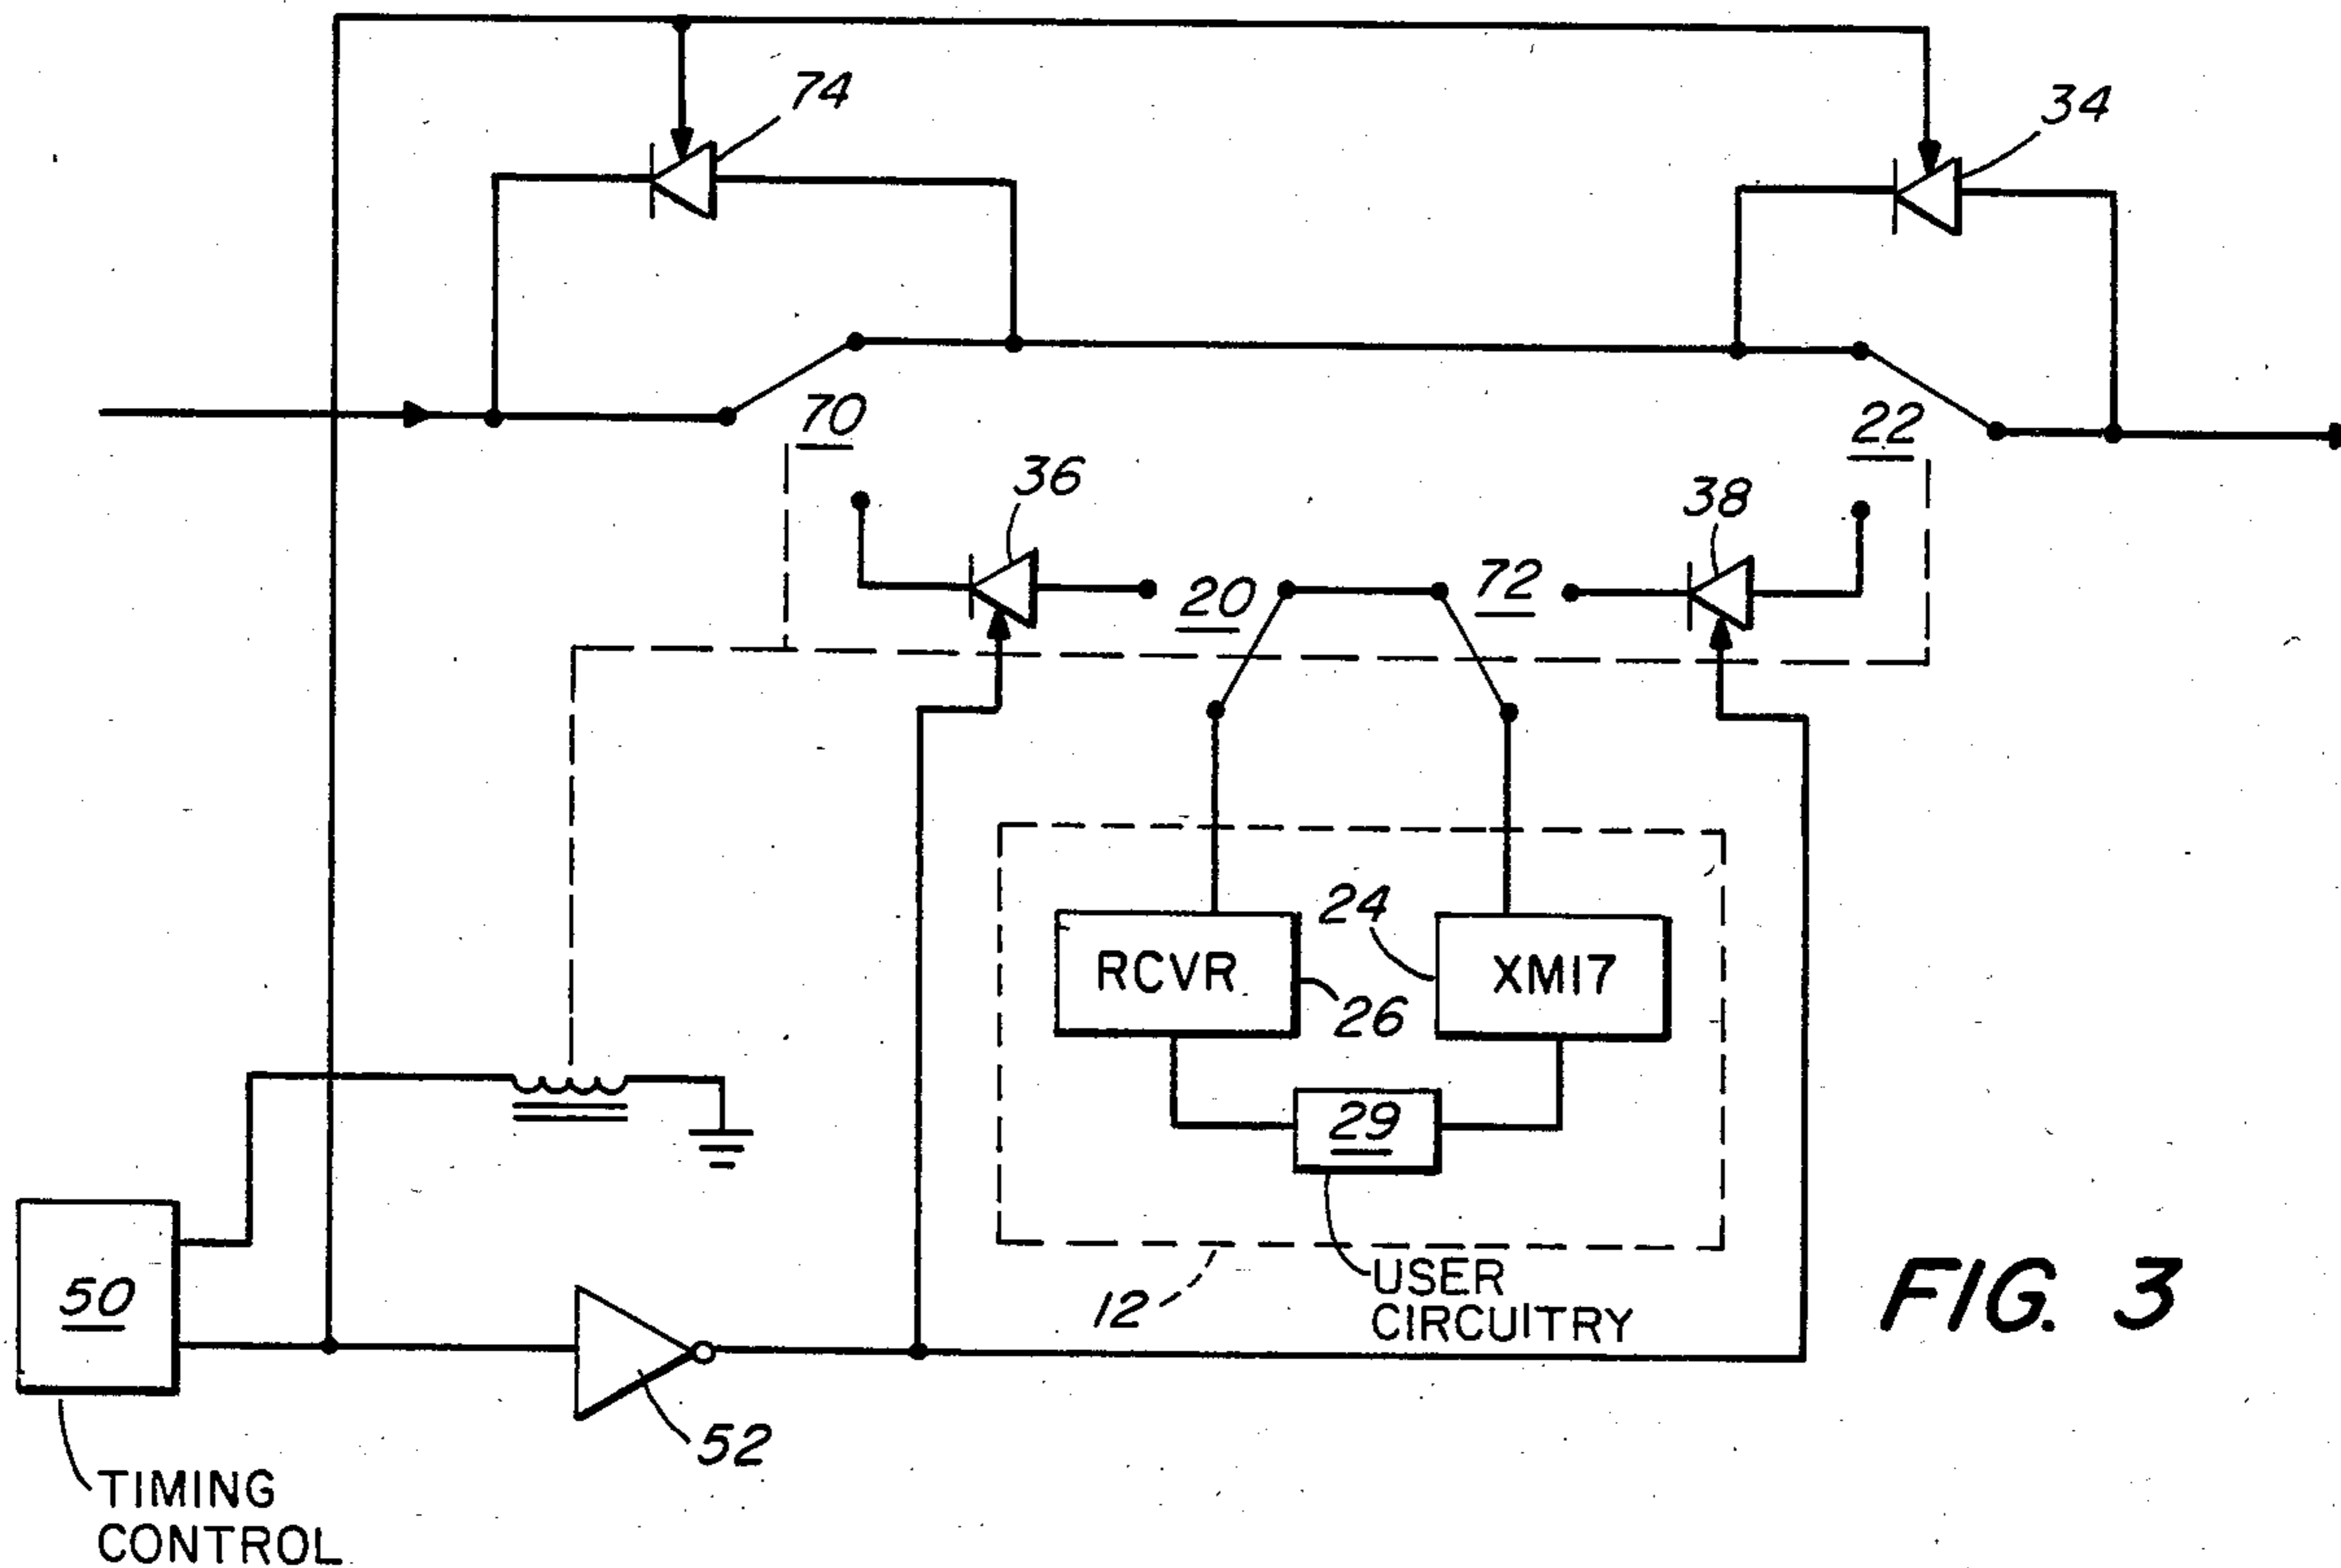 74
34
70
22
36
38
20
72
24
RCVR
XMI7
26
29
50
12
USER
CIRCUITRY
FIG. 3
52
TIMING
CONTROL